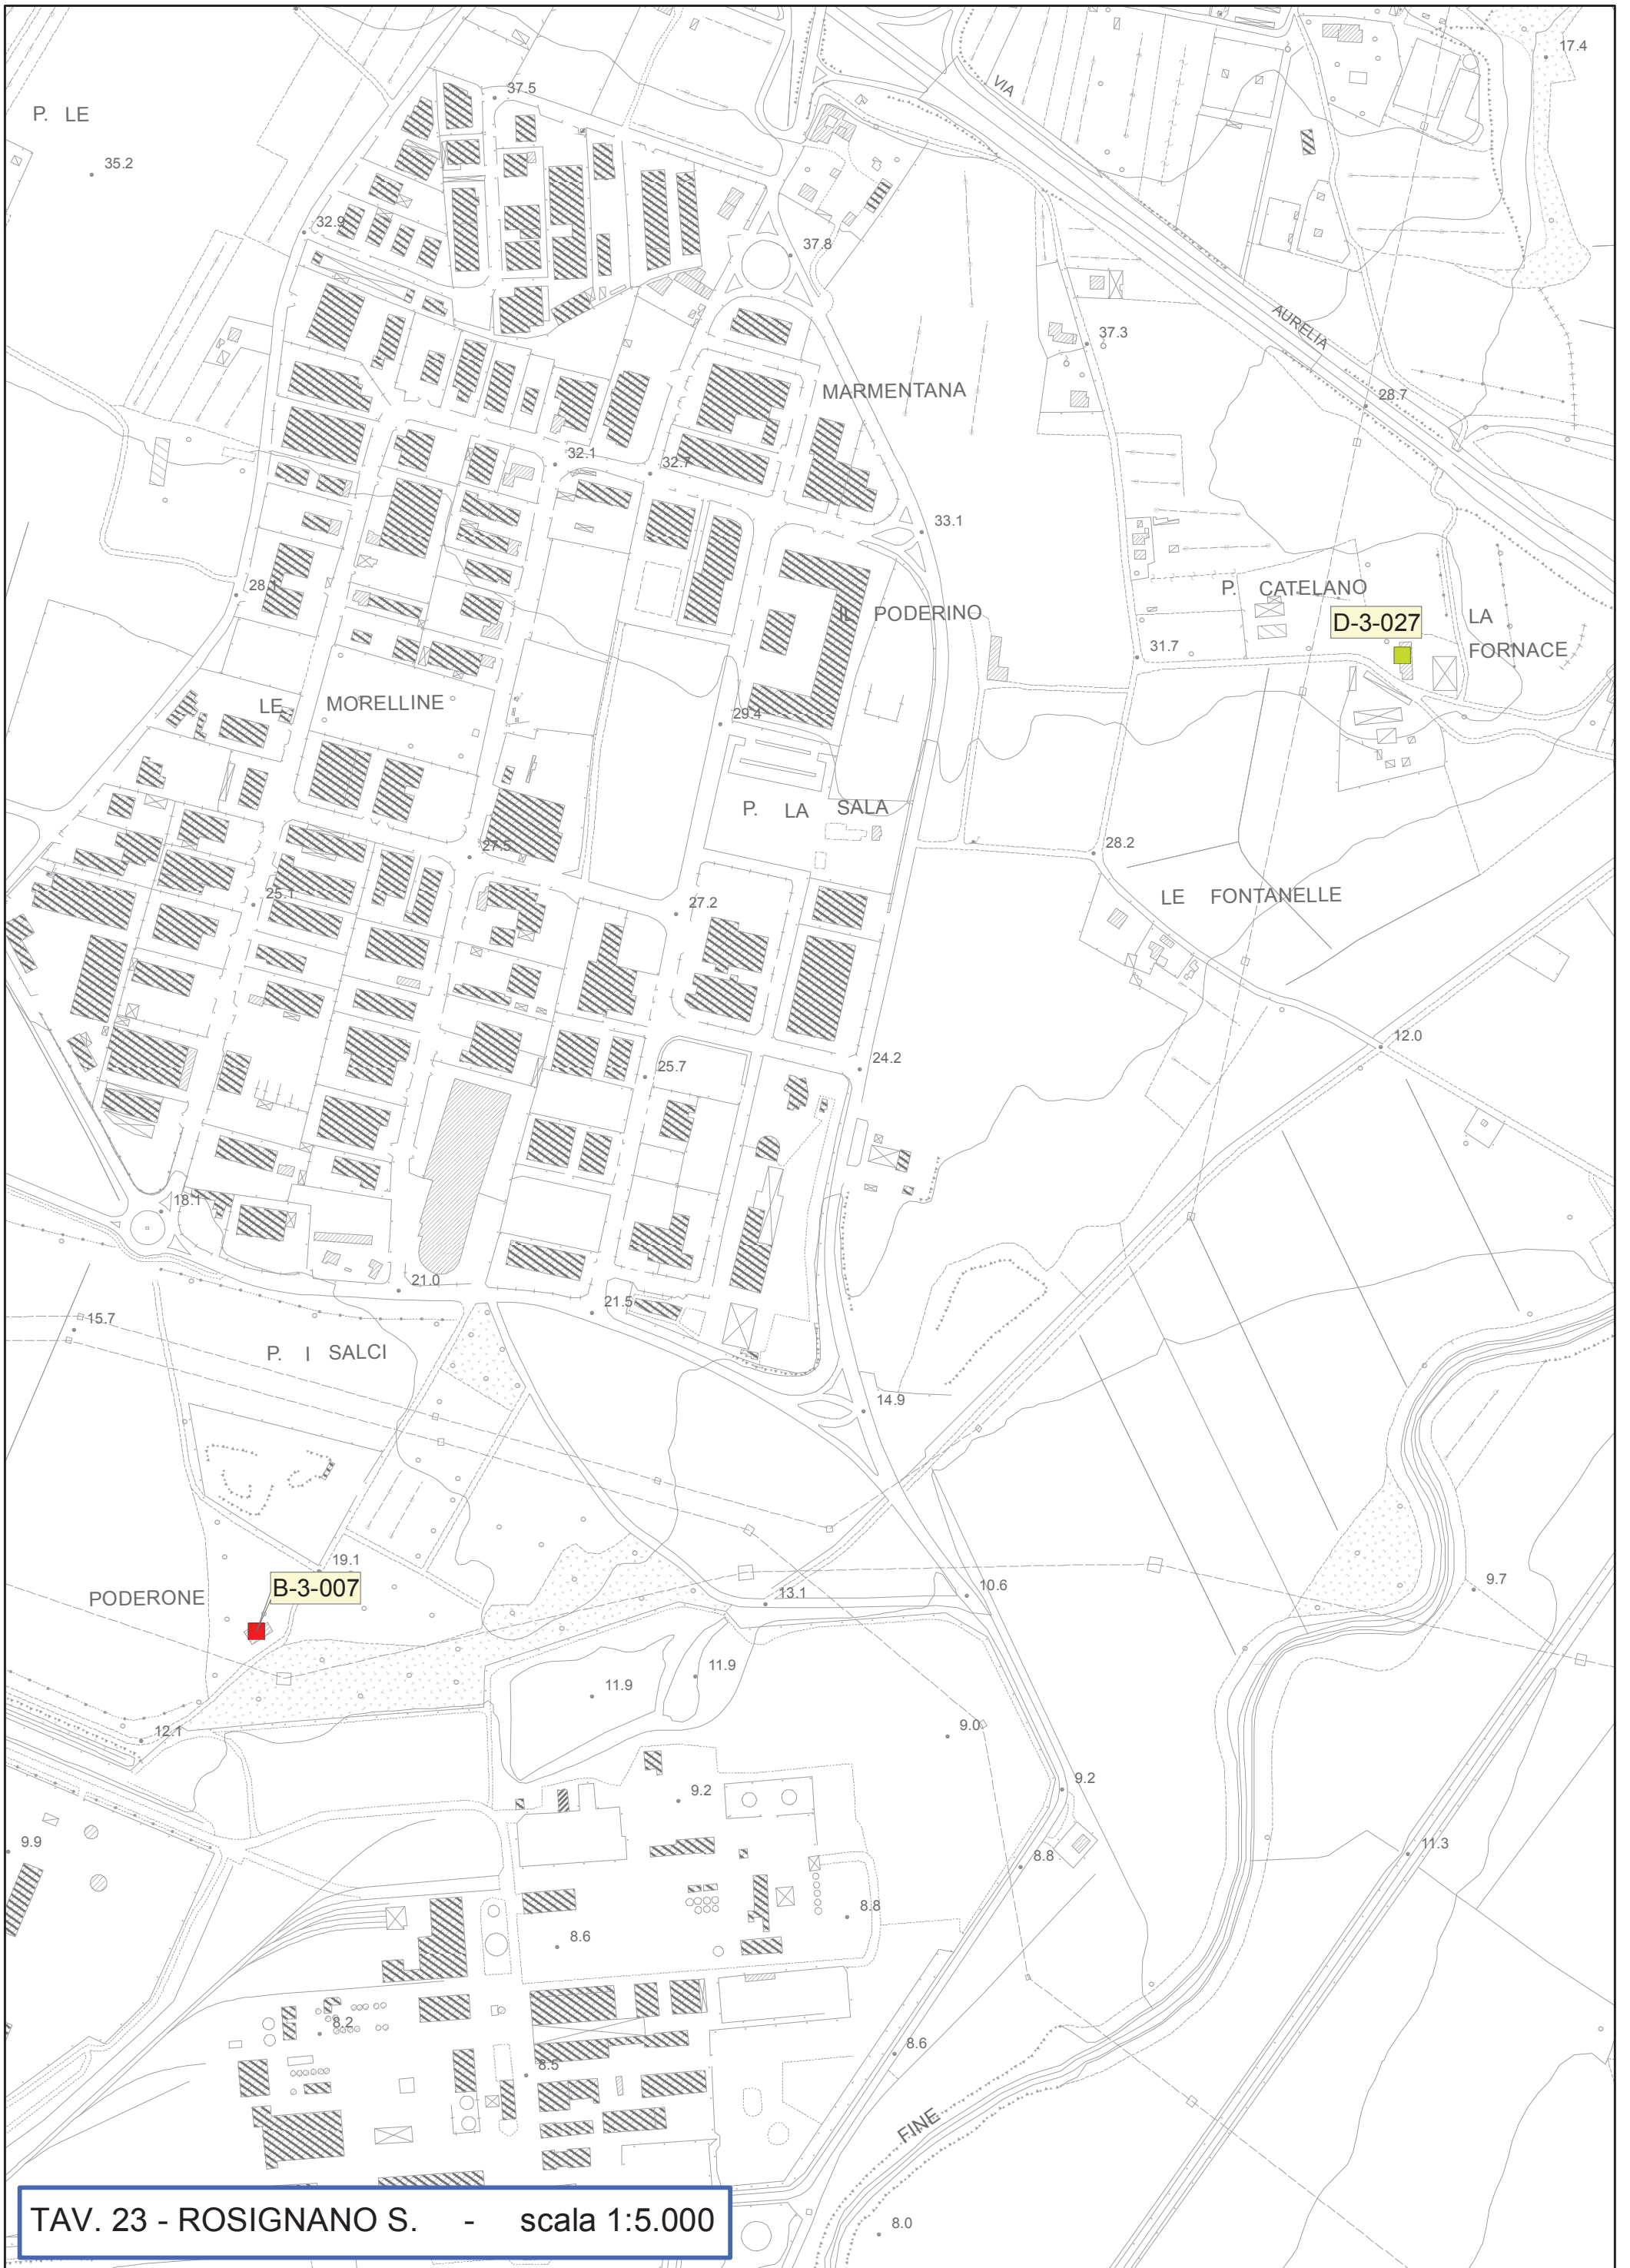 17.4
VIA
37.5
P. LE
35.2
32.9
37.8
AURELIA
37.3
MARMENTANA
28.7
32.1
32.7
33.1
28.1
P. CATELANO
IL PODERINO
D-3-027
LA
FORNACE
31.7
LE MORELLINE
29.4
P. LA SALA
27.5
28.2
25.1
LE FONTANELLE
27.2
12.0
24.2
25.7
18.1
21.0
21.5
15.7
P. I SALCI
14.9
19.1
B-3-007
PODERONE
13.1
10.6
9.7
11.9
11.9
9.0
12.1
9.2
9.2
9.9
8.8
11.3
8.8
8.6
8.2
8.6
8.5
FINE
TAV. 23 - ROSIGNANO S. - scala 1:5.000
8.0